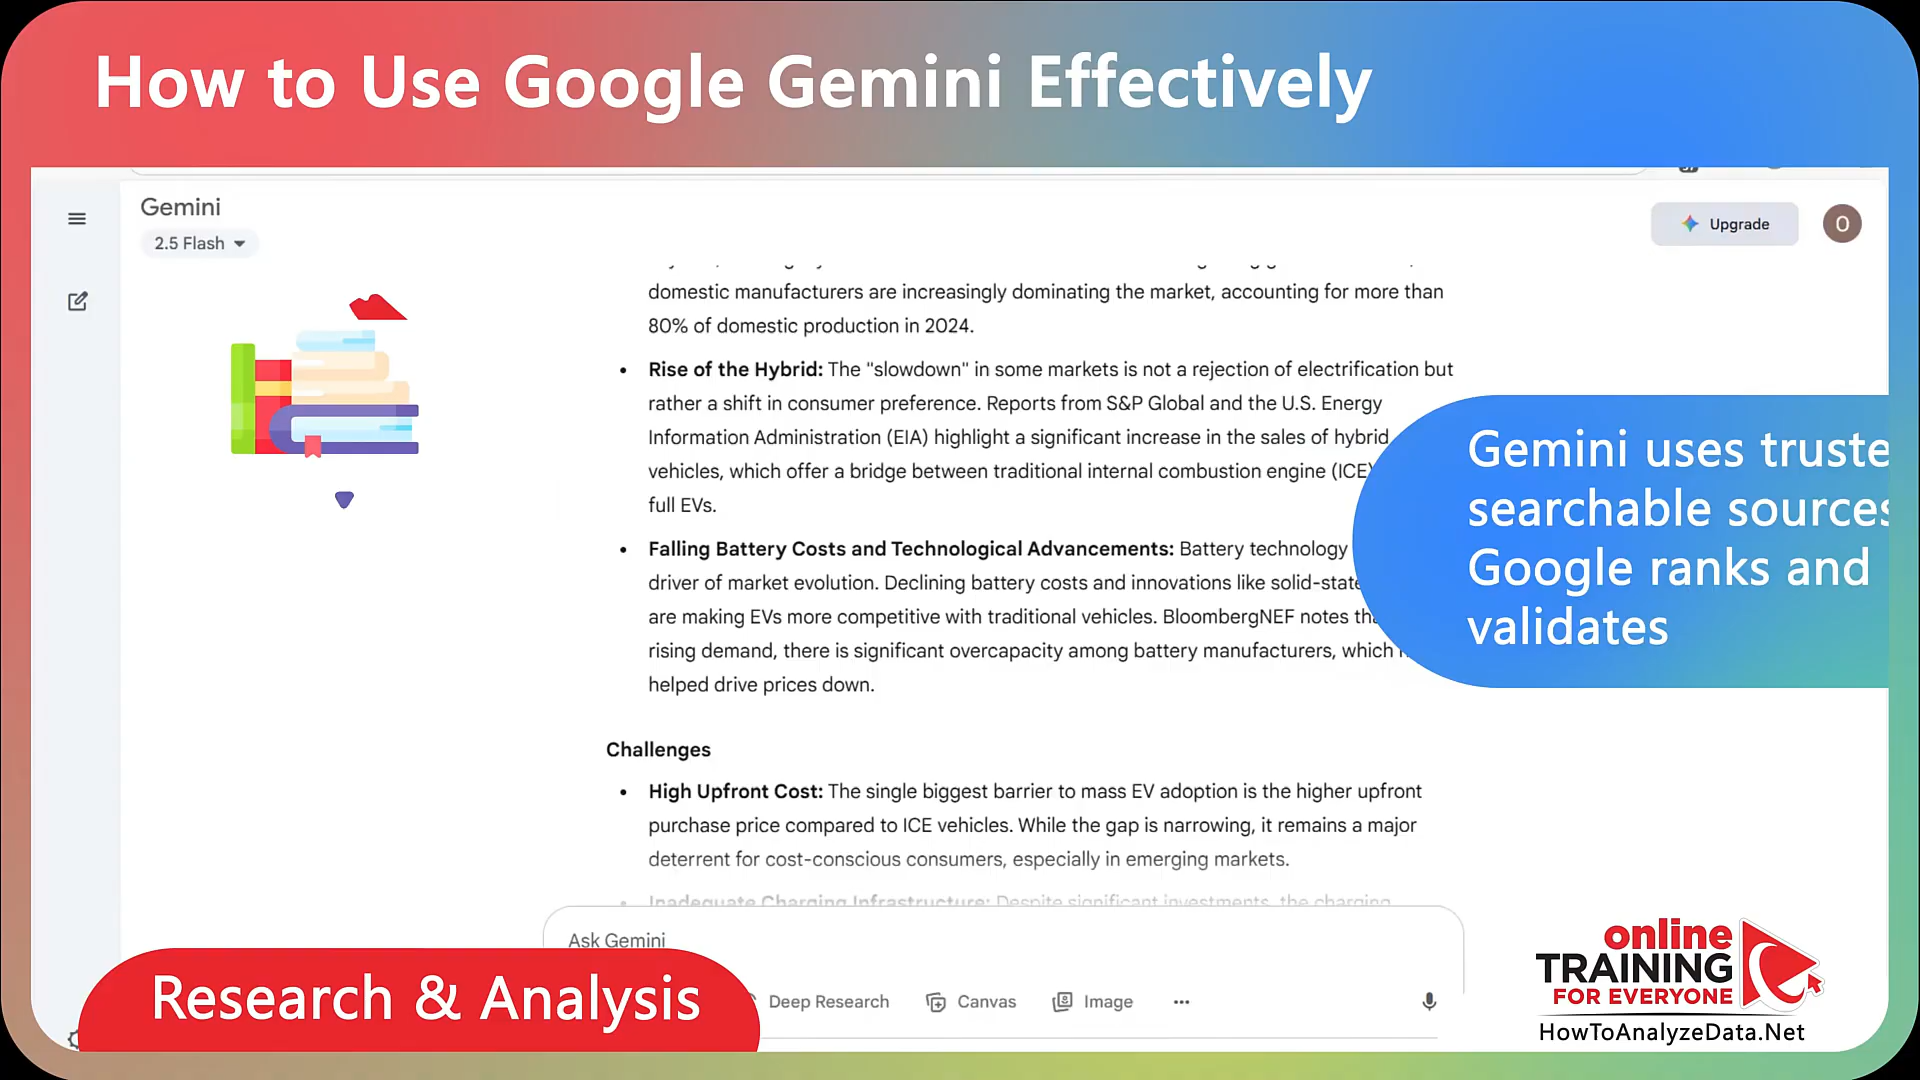 How to Use Google Gemini Effectively
Gemini
2.5 Flash
Upgrade
O
domestic manufacturers are increasingly dominating the market, accounting for more than
80% of domestic production in 2024.
• Rise of the Hybrid: The "slowdown" in some markets is not a rejection of electrification but
rather a shift in consumer preference. Reports from S&P Global and the U.S. Energy
Information Administration (EIA) highlight a significant increase in the sales of hybrid
vehicles, which offer a bridge between traditional internal combustion engine (ICE)
full EVs.
• Falling Battery Costs and Technological Advancements: Battery technology
driver of market evolution. Declining battery costs and innovations like solid-state
are making EVs more competitive with traditional vehicles. BloombergNEF notes
rising demand, there is significant overcapacity among battery manufacturers, which
helped drive prices down.
Gemini uses truste
searchable sources
Google ranks and
validates
Challenges
• High Upfront Cost: The single biggest barrier to mass EV adoption is the higher upfront
purchase price compared to ICE vehicles. While the gap is narrowing, it remains a major
deterrent for cost-conscious consumers, especially in emerging markets.
• Inadequate Charging Infrastructure: Despite significant investments, the charging
Ask Gemini
Deep Research
Canvas
Image
Research & Analysis
online
TRAINING
FOR EVERYONE
HowToAnalyzeData.Net